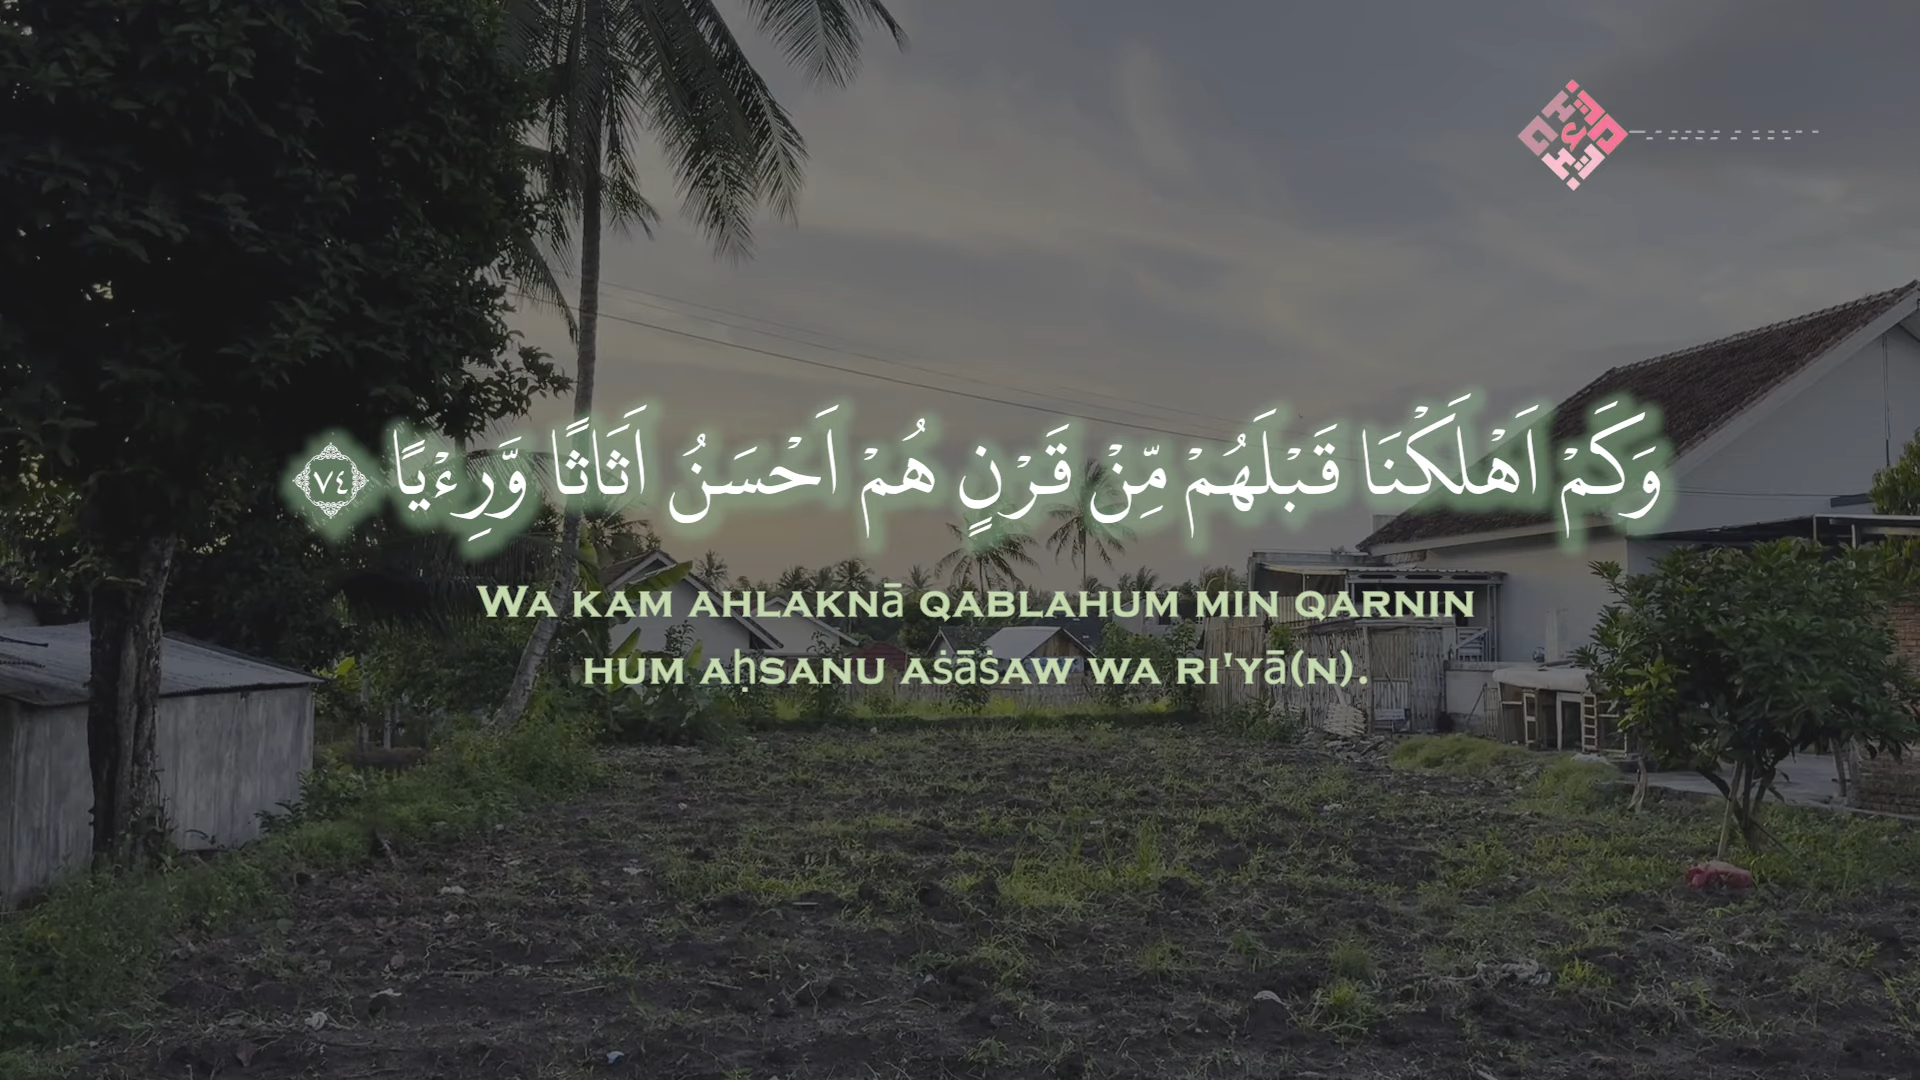 وَكَمْ اَهْلَكْنَا قَبْلَهُمْ مِّنْ قَرْنٍ هُمْ اَحْسَنُ اَثَاثًا وَّرِءْيًا ٧٤
Wa kam ahlaknā qablahum min qarnin
hum aḥsanu aṡāṡaw wa ri'yā(n).